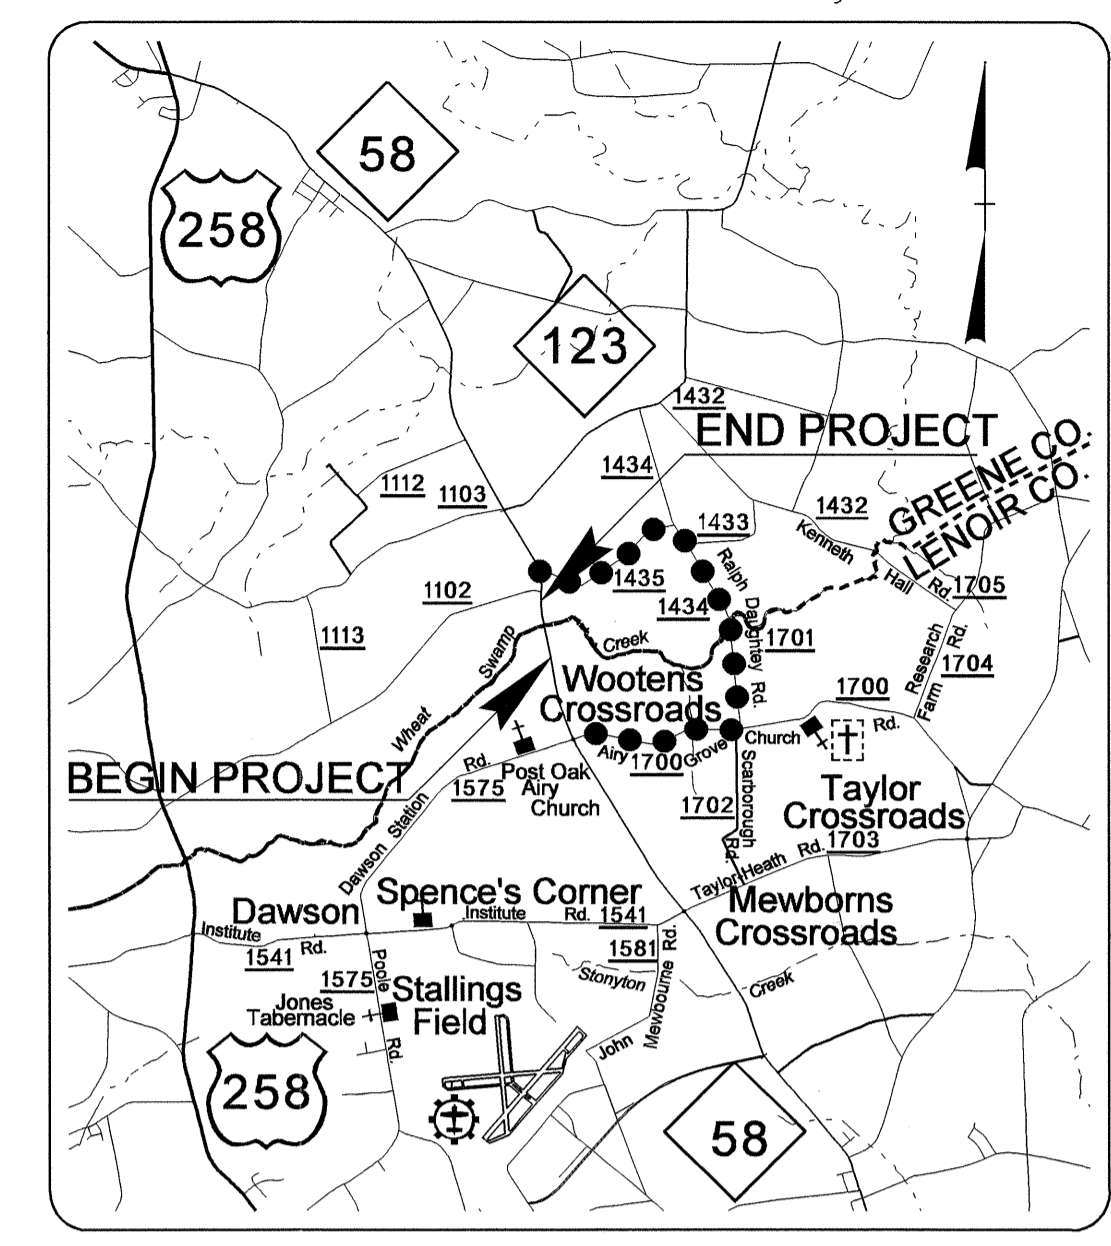 58
258
123
1432
END PROJECT
GREENE CO.
LENOIR CO.
1434
1112
1103
1432
1433
Kenneth
Hall Rd.
1705
1435
Ralph Daughtey Rd.
1102
1434
1113
Swamp
Creek
1701
Research
Farm
Rd.
1704
Wootens
Crossroads
1700
Wheat
Church
Rd.
Airy
1700
Grove
BEGIN PROJECT
Rd.
1575
Post Oak
Airy
Church
Scarborough
Rd.
1702
Taylor
Crossroads
Dawson Station
Taylor-Heath Rd.
1703
Spence's Corner
Dawson
Mewborns
Crossroads
Institute Rd.
1541
Institute Rd.
1541
1581
John Mewbourne Rd.
Stonyton
Creek
1575
Poole
Rd.
Stallings
Field
Jones
Tabernacle
258
58